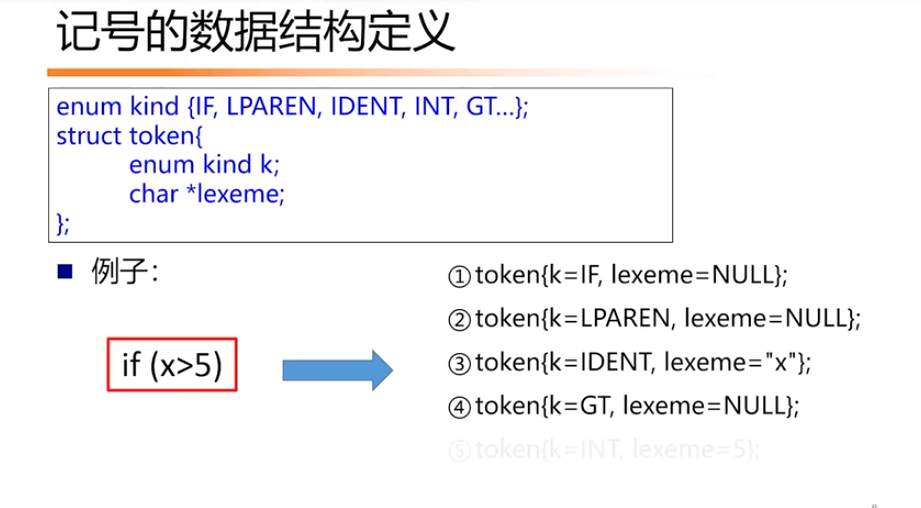 记号的数据结构定义
enum kind {IF, LPAREN, IDENT, INT, GT…};
struct token{
enum kind k;
char *lexeme;
};
例子：
if (x>5)
①token{k=IF, lexeme=NULL};
②token{k=LPAREN, lexeme=NULL};
③token{k=IDENT, lexeme="x"};
④token{k=GT, lexeme=NULL};
⑤token{k=INT, lexeme=5};